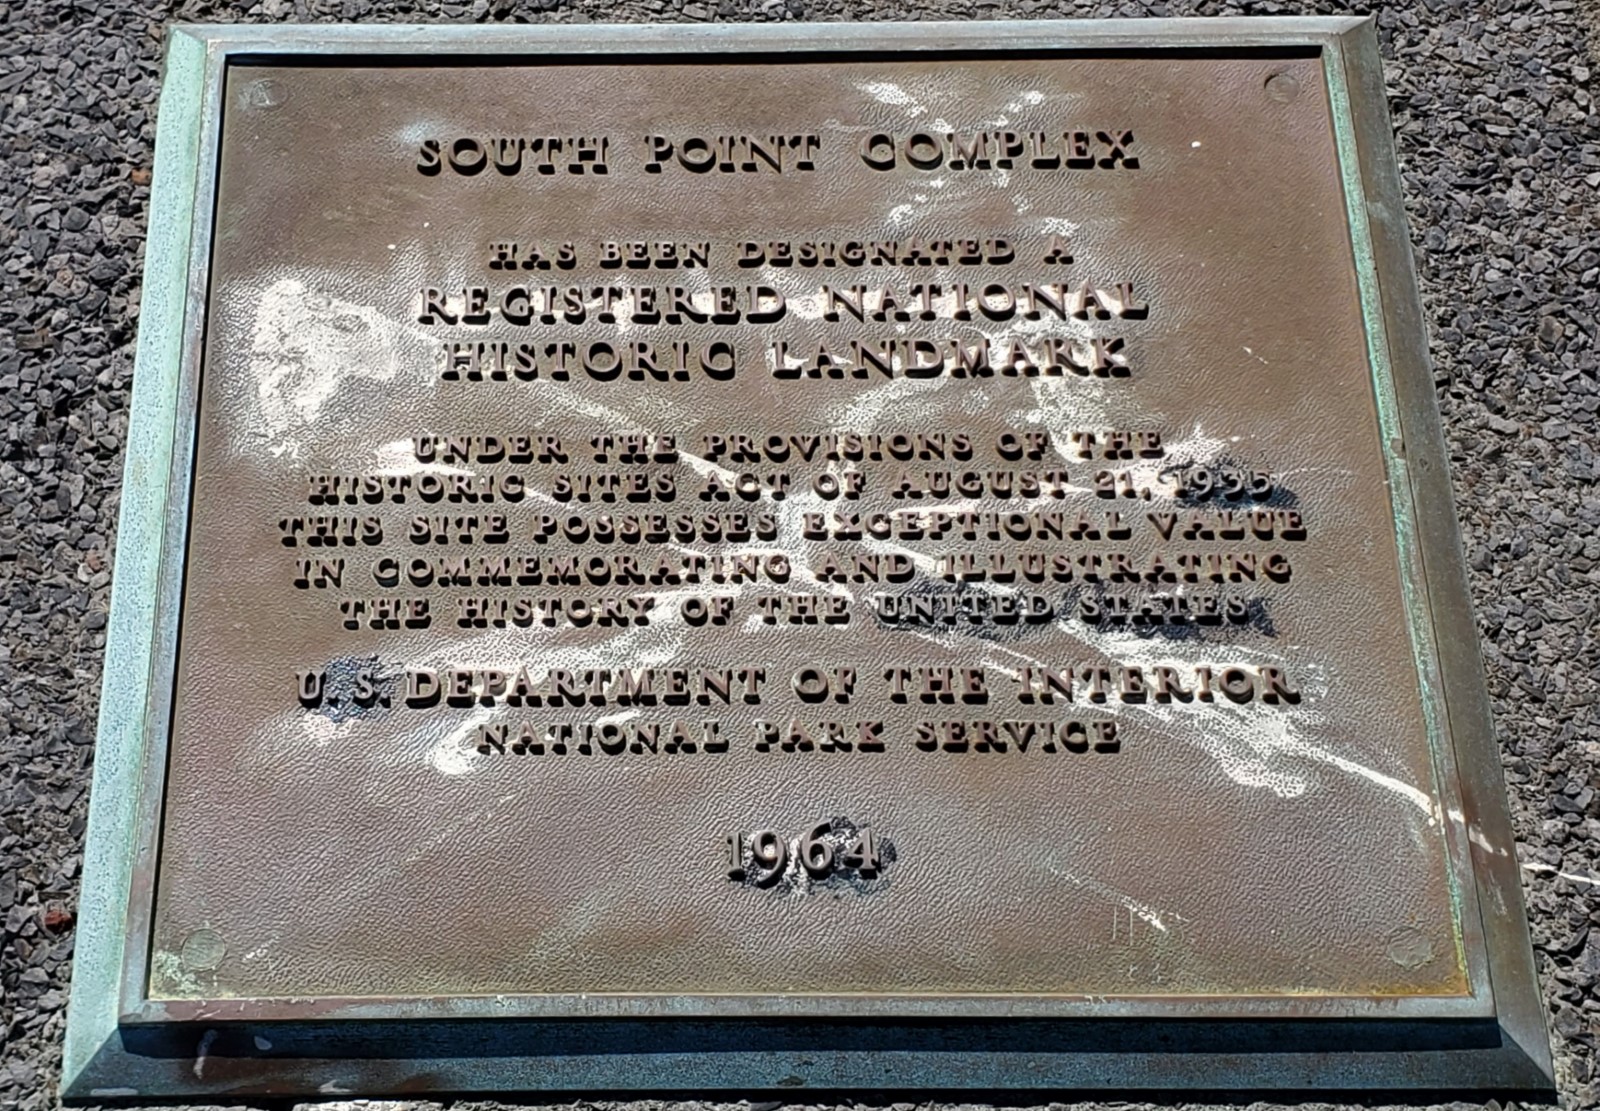 SOUTH POINT COMPLEX
HAS BEEN DESIGNATED A
REGISTERED NATIONAL
HISTORIC LANDMARK
UNDER THE PROVISIONS OF THE
HISTORIC SITES ACT OF AUGUST 21, 1935
THIS SITE POSSESSES EXCEPTIONAL VALUE
IN COMMEMORATING AND ILLUSTRATING
THE HISTORY OF THE UNITED STATES
U. S. DEPARTMENT OF THE INTERIOR
NATIONAL PARK SERVICE
1964